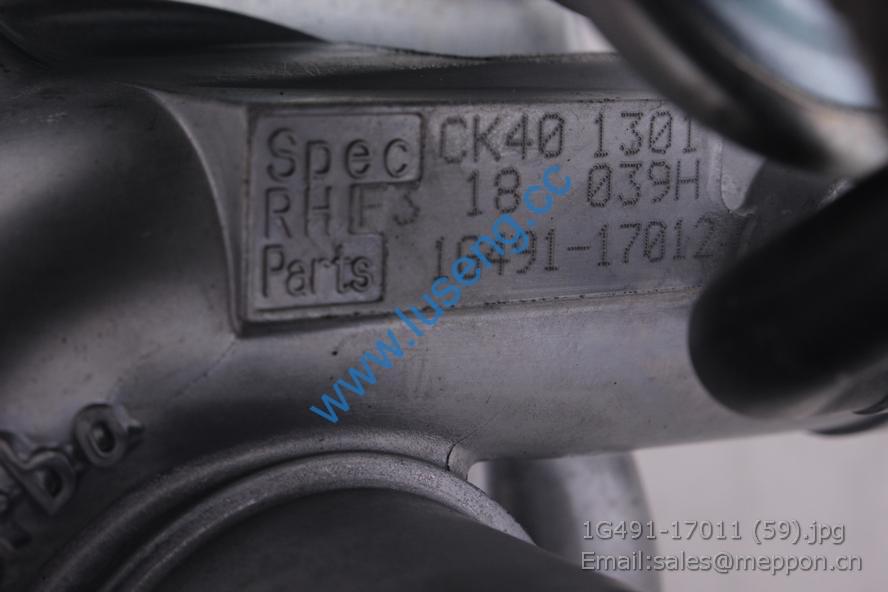 Spec CK40 1301
RHF3 18 039H
Parts 1G491-17012
www.luseng.cc
1G491-17011 (59).jpg
Email:sales@meppon.cn